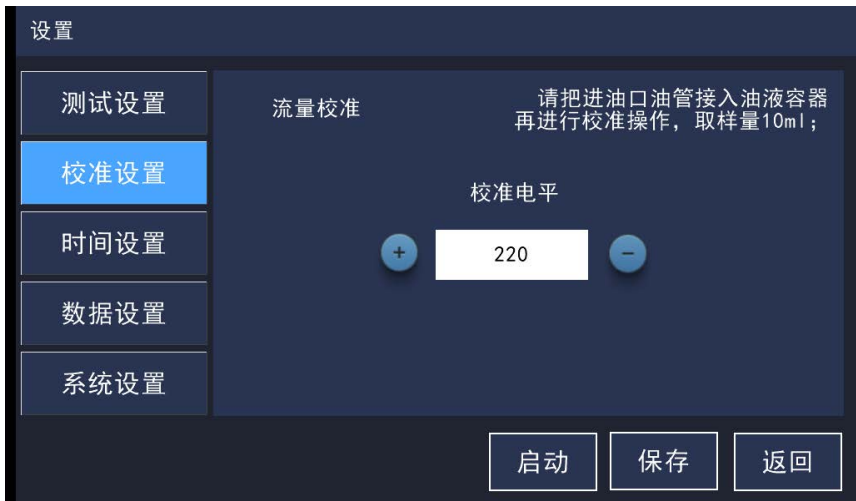 设置
测试设置
校准设置
时间设置
数据设置
系统设置
流量校准
请把进油口油管接入油液容器
再进行校准操作，取样量10ml；
校准电平
+
220
-
启动
保存
返回